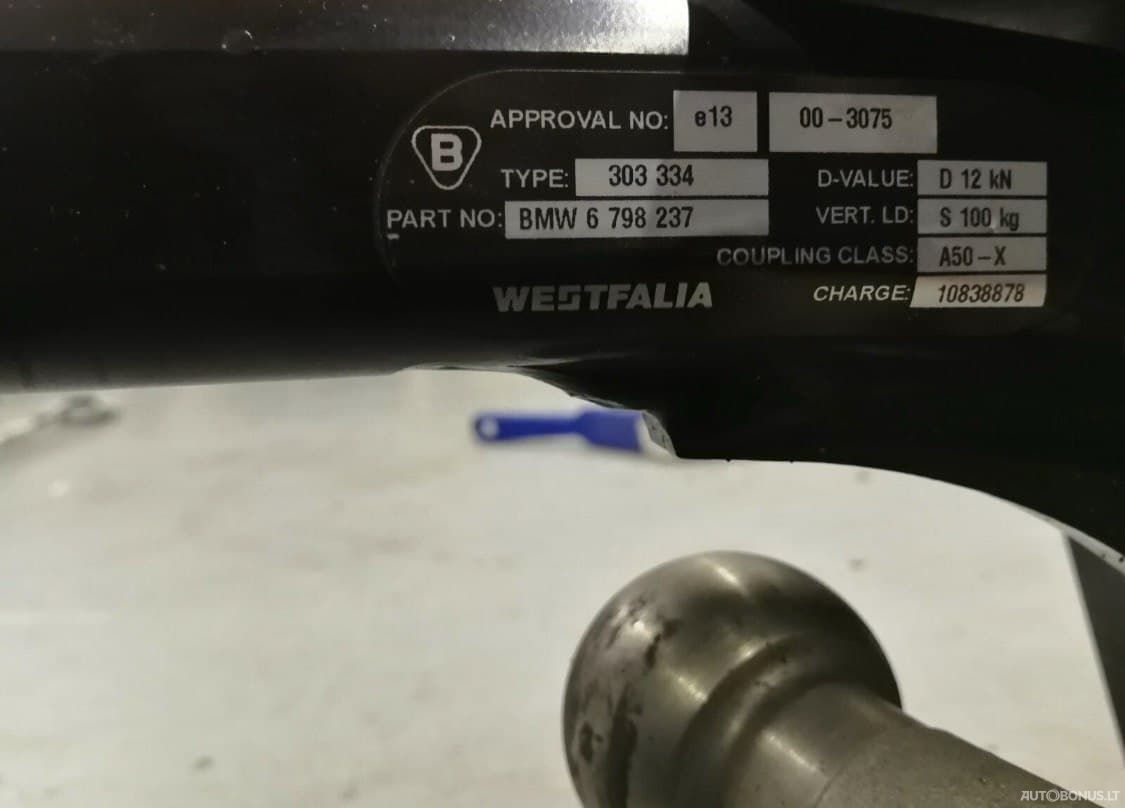 B
APPROVAL NO: e13 00-3075
TYPE: 303 334 D-VALUE: D 12 kN
PART NO: BMW 6 798 237 VERT. LD: S 100 kg
COUPLING CLASS: A50-X
WESTFALIA CHARGE: 10838878
AUTOBONUS.LT